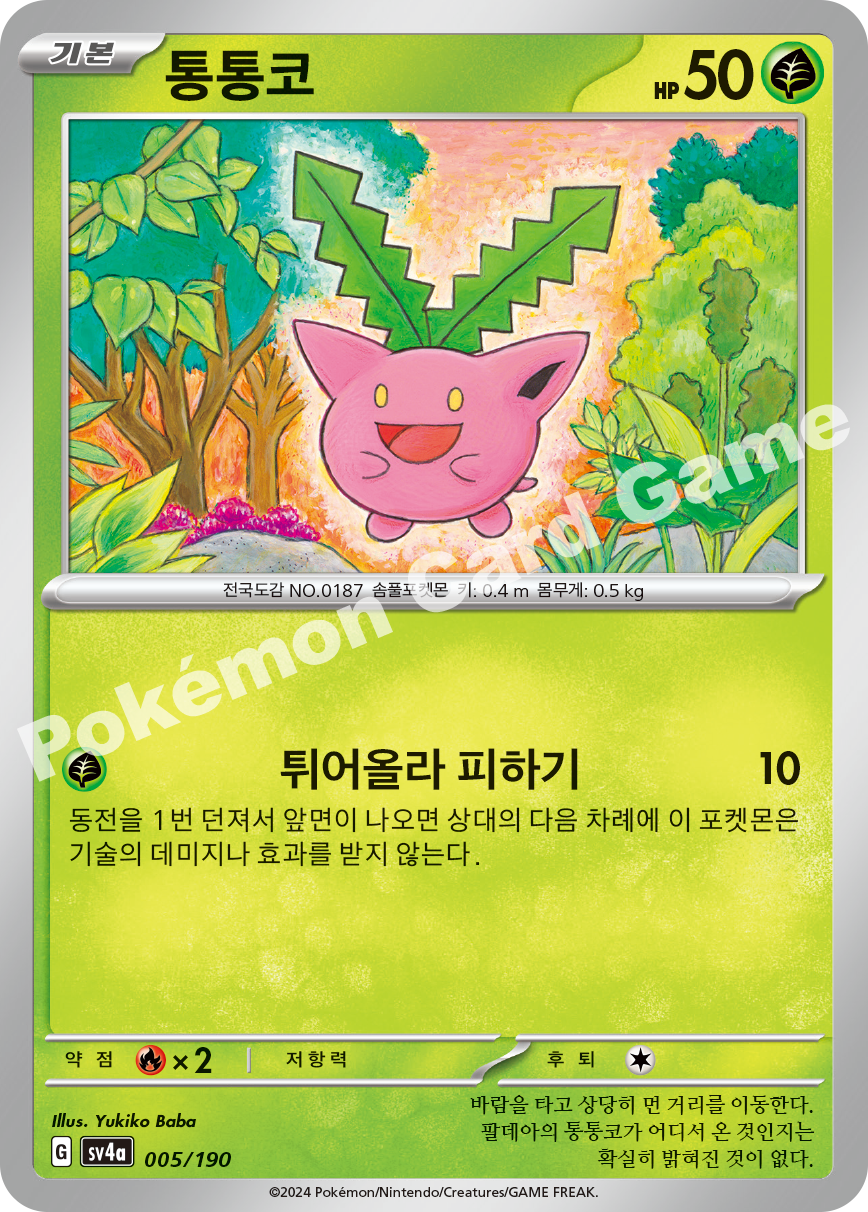 기본
통통코
HP 50
전국도감 NO.0187 솜풀포켓몬 키: 0.4 m 몸무게: 0.5 kg
Pokémon Card Game
튀어올라 피하기 10
동전을 1번 던져서 앞면이 나오면 상대의 다음 차례에 이 포켓몬은
기술의 데미지나 효과를 받지 않는다.
약점 ×2 저항력 후퇴
바람을 타고 상당히 먼 거리를 이동한다.
팔데아의 통통코가 어디서 온 것인지는
확실히 밝혀진 것이 없다.
Illus. Yukiko Baba
G sv4a 005/190
©2024 Pokémon/Nintendo/Creatures/GAME FREAK.